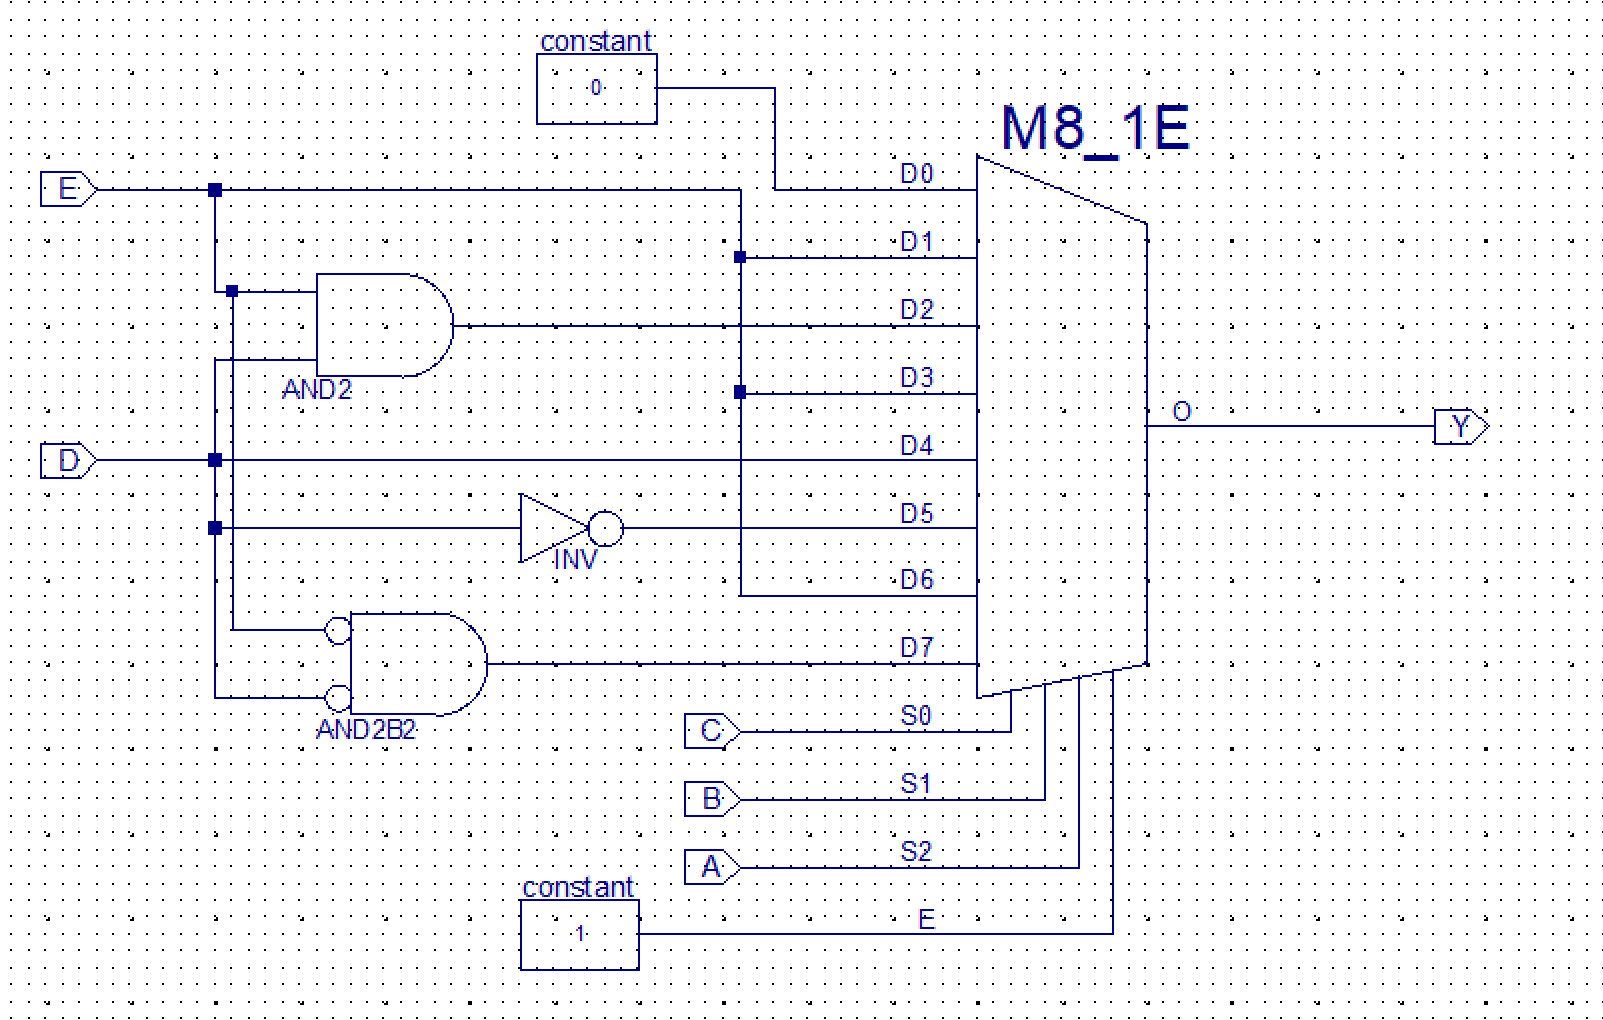 constant
0
M8_1E
E
D0
D1
D2
D3
AND2
O
Y
D
D4
D5
INV
D6
D7
AND2B2
C
S0
B
S1
A
S2
constant
1
E